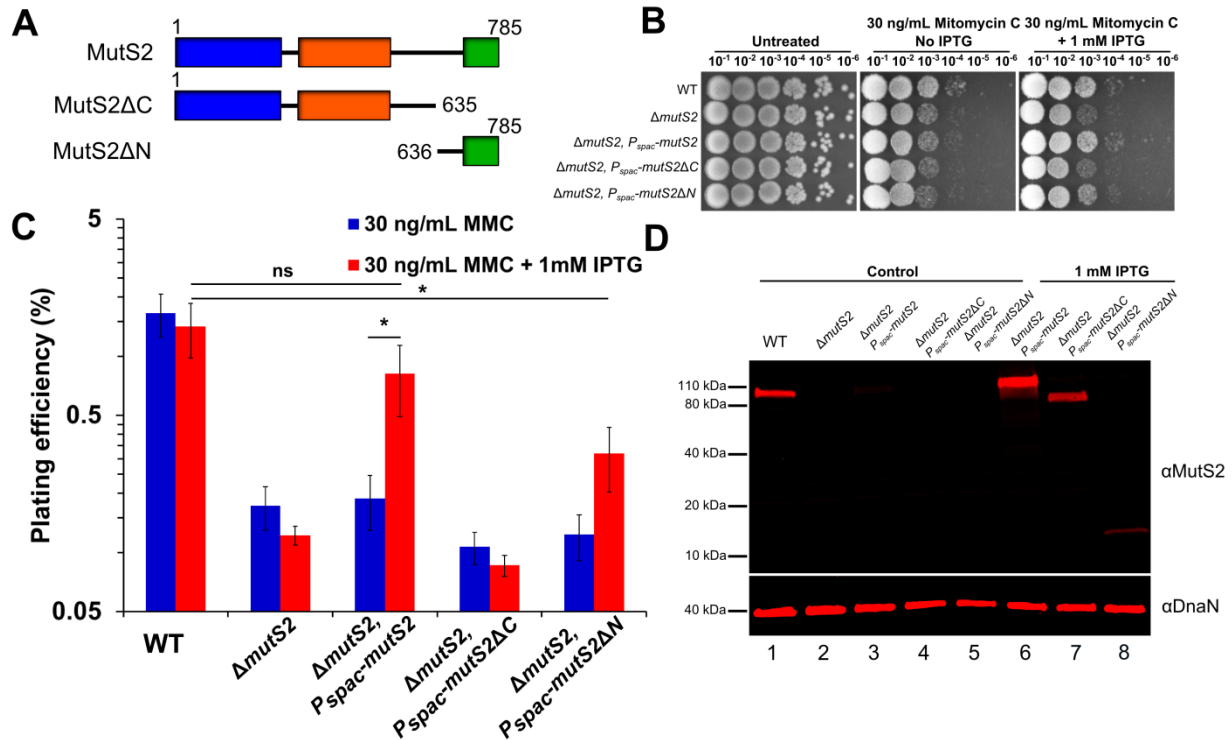 A
1
785
MutS2
1
MutS2ΔC
635
785
MutS2ΔN
636
B
30 ng/mL Mitomycin C 30 ng/mL Mitomycin C
Untreated
No IPTG
+ 1 mM IPTG
10-1 10-2 10-3 10-4 10-5 10-6
10-1 10-2 10-3 10-4 10-5 10-6
10-1 10-2 10-3 10-4 10-5 10-6
WT
ΔmutS2
ΔmutS2, Pspac-mutS2
ΔmutS2, Pspac-mutS2ΔC
ΔmutS2, Pspac-mutS2ΔN
C
Plating efficiency (%)
5
0.5
0.05
30 ng/mL MMC
30 ng/mL MMC + 1mM IPTG
ns
*
*
WT
ΔmutS2
ΔmutS2,
Pspac-mutS2
ΔmutS2,
Pspac-mutS2ΔC
ΔmutS2,
Pspac-mutS2ΔN
D
Control
1 mM IPTG
WT
ΔmutS2
ΔmutS2
Pspac-mutS2
ΔmutS2
Pspac-mutS2ΔC
ΔmutS2
Pspac-mutS2ΔN
ΔmutS2
Pspac-mutS2
ΔmutS2
Pspac-mutS2ΔC
ΔmutS2
Pspac-mutS2ΔN
110 kDa
80 kDa
40 kDa
20 kDa
10 kDa
αMutS2
40 kDa
αDnaN
1 2 3 4 5 6 7 8